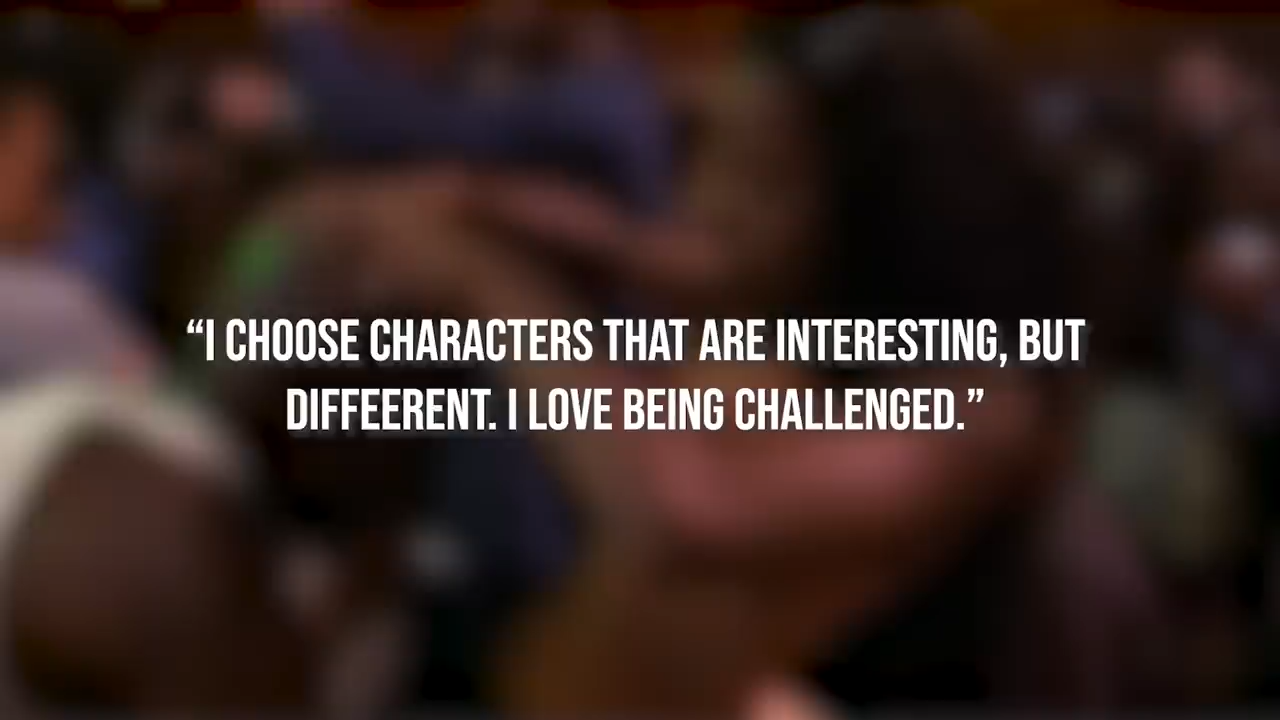 “I CHOOSE CHARACTERS THAT ARE INTERESTING, BUT
DIFFEERENT. I LOVE BEING CHALLENGED.”